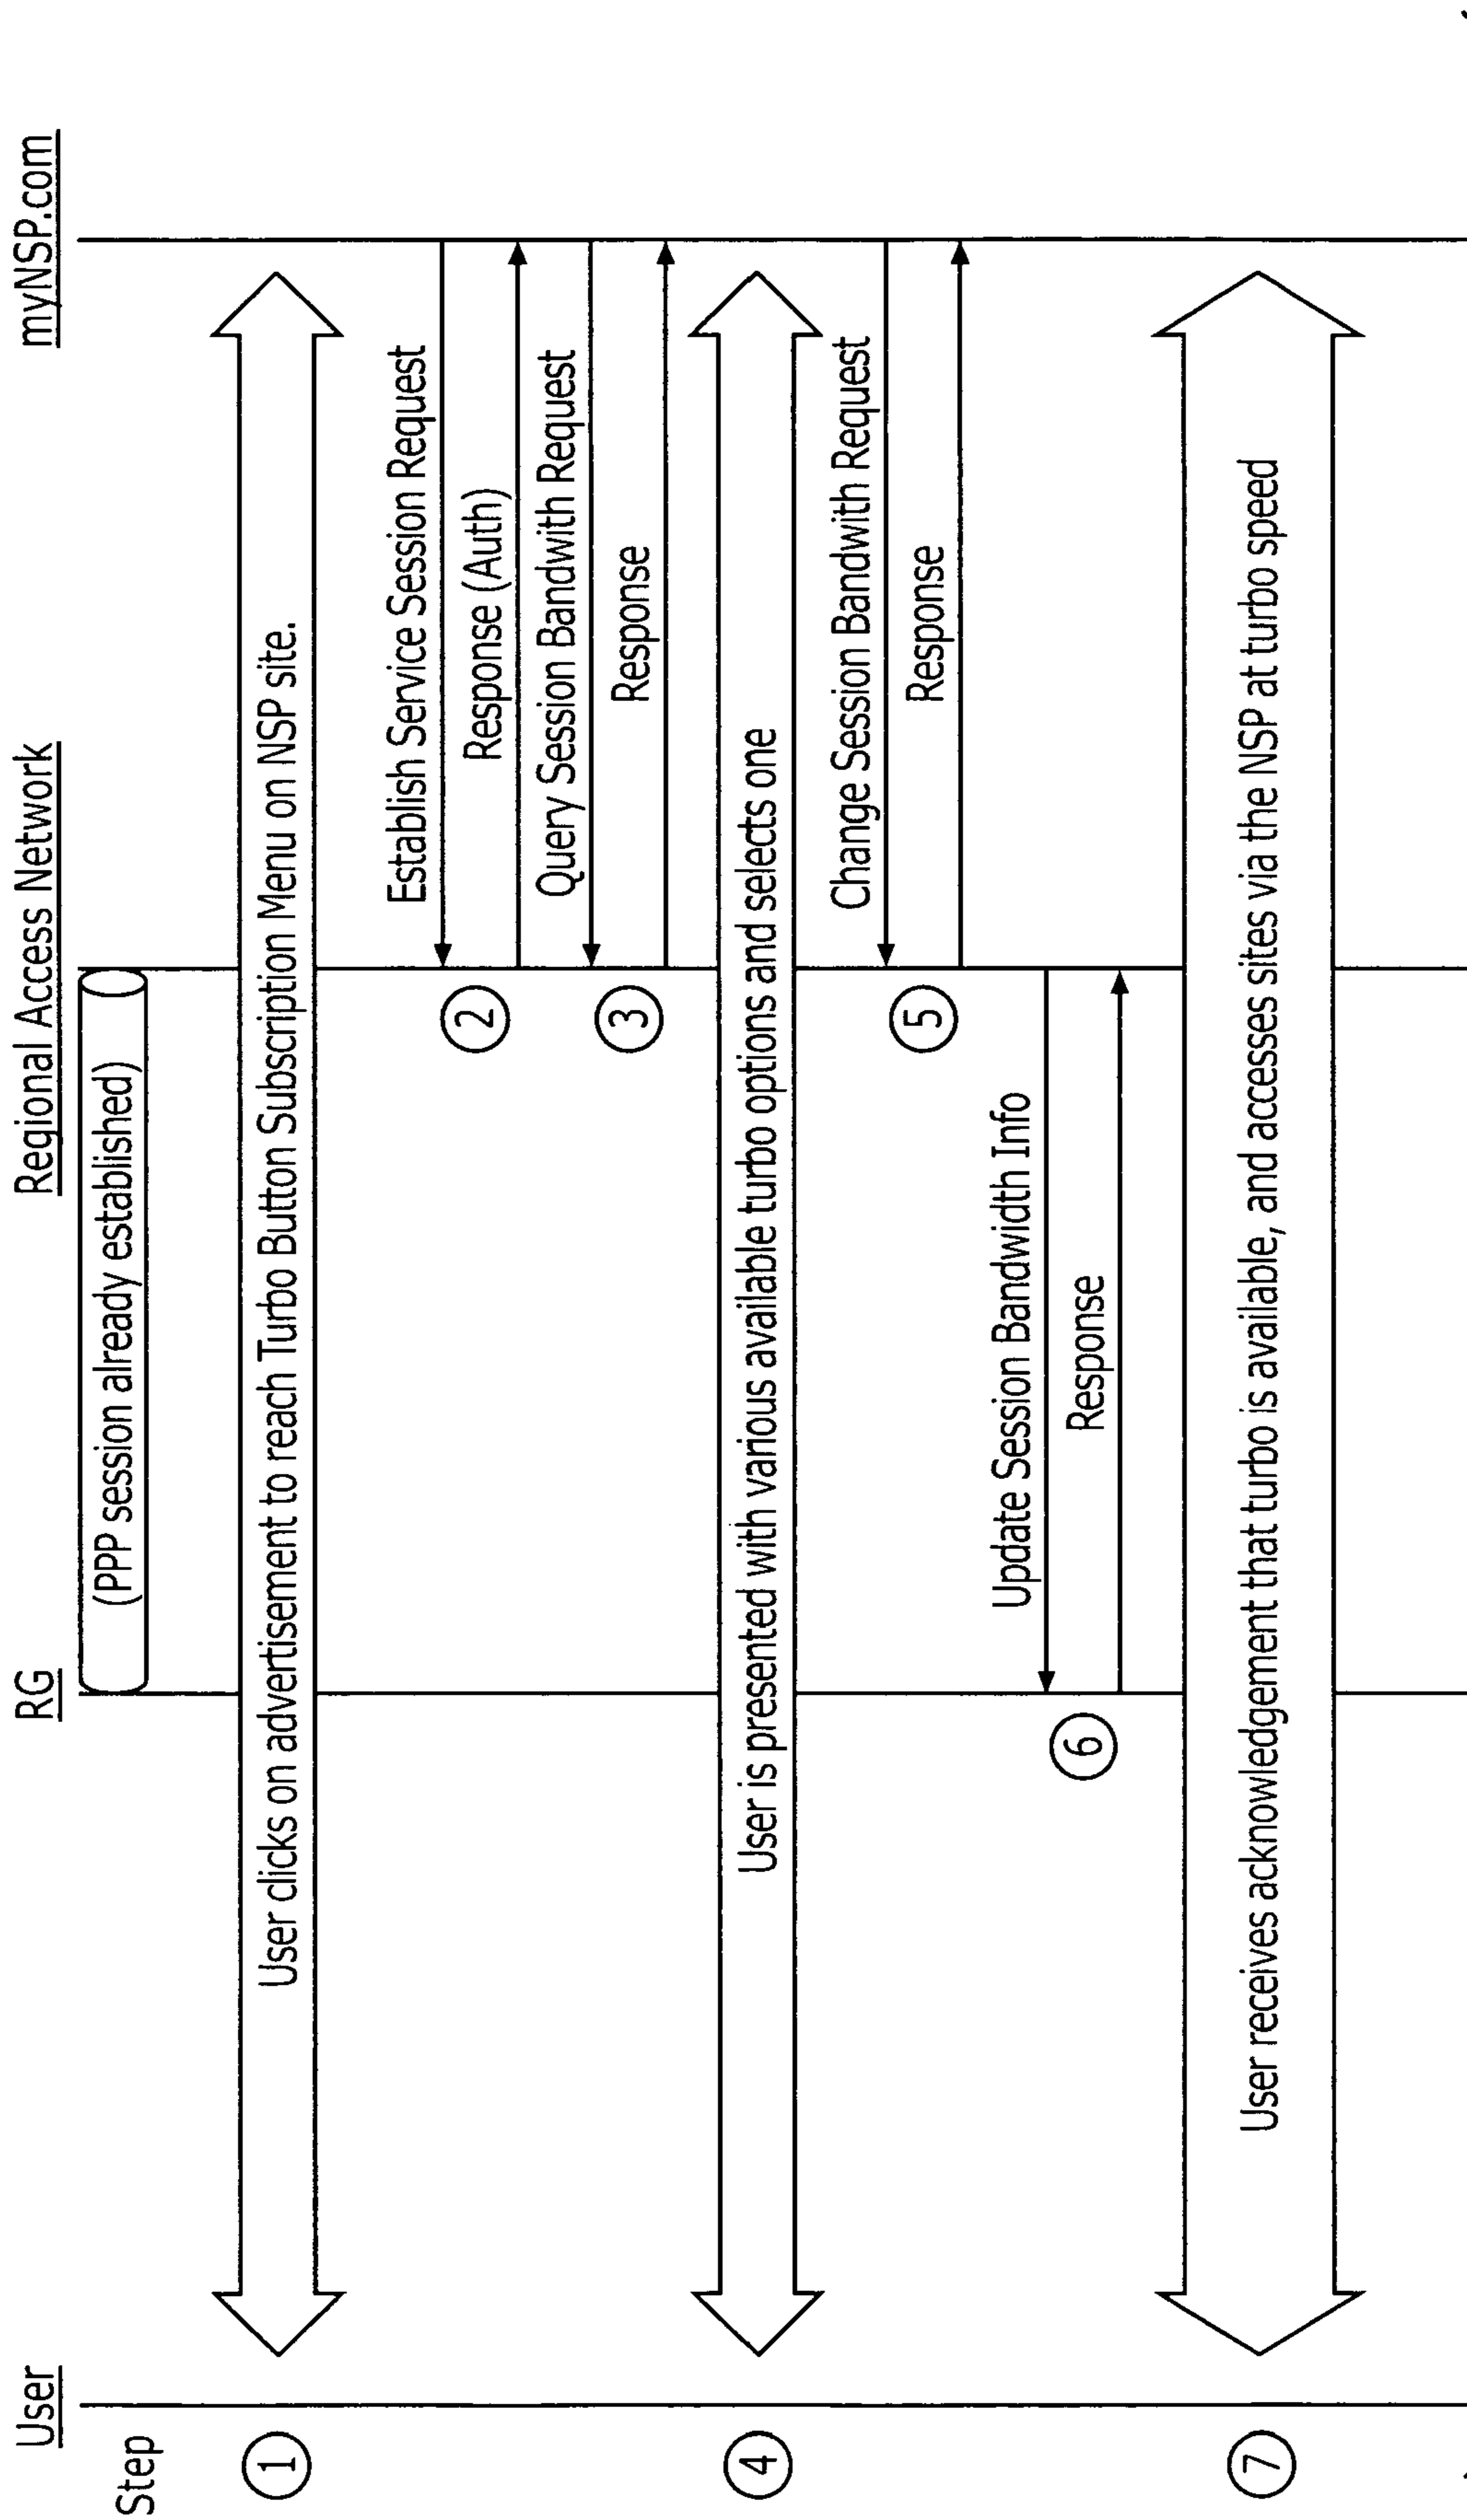 User
RG
Regional Access Network
myNSP.com
Step
(PPP session already established)
1
User clicks on advertisement to reach Turbo Button Subscription Menu on NSP site.
Establish Service Session Request
2
Response (Auth)
Query Session Bandwith Request
3
Response
4
User is presented with various available turbo options and selects one
Change Session Bandwith Request
5
Response
Update Session Bandwidth Info
6
Response
7
User receives acknowledgement that turbo is available, and accesses sites via the NSP at turbo speed